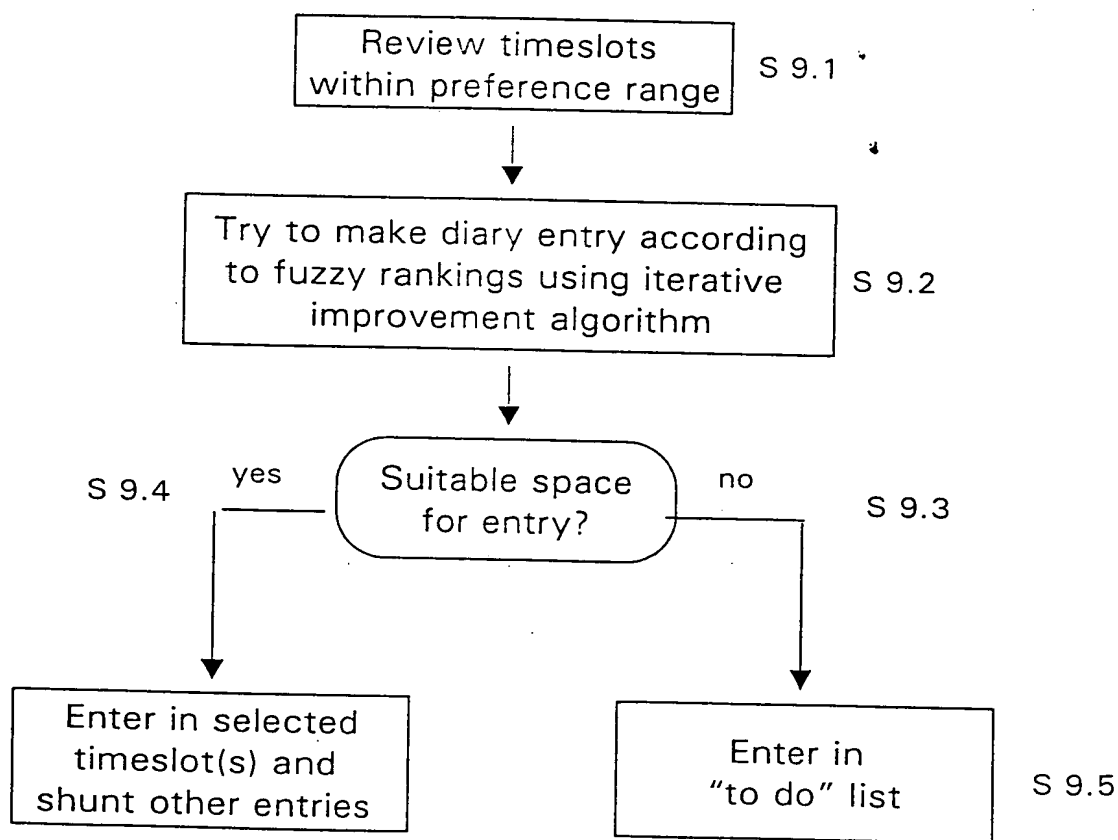 Review timeslots
within preference range
S 9.1
Try to make diary entry according
to fuzzy rankings using iterative
improvement algorithm
S 9.2
S 9.4
yes
Suitable space
for entry?
no
S 9.3
Enter in selected
timeslot(s) and
shunt other entries
Enter in
“to do” list
S 9.5